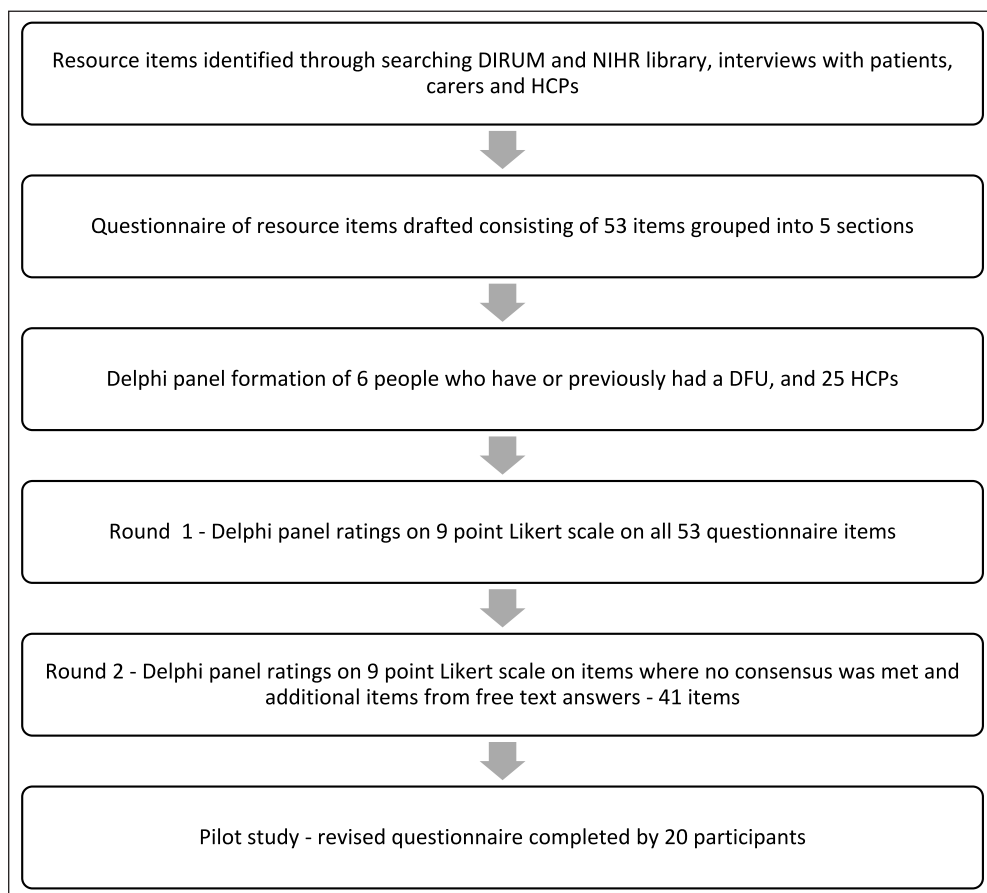 Resource items identified through searching DIRUM and NIHR library, interviews with patients,
carers and HCPs
Questionnaire of resource items drafted consisting of 53 items grouped into 5 sections
Delphi panel formation of 6 people who have or previously had a DFU, and 25 HCPs
Round  1 - Delphi panel ratings on 9 point Likert scale on all 53 questionnaire items
Round 2 - Delphi panel ratings on 9 point Likert scale on items where no consensus was met and
additional items from free text answers - 41 items
Pilot study - revised questionnaire completed by 20 participants